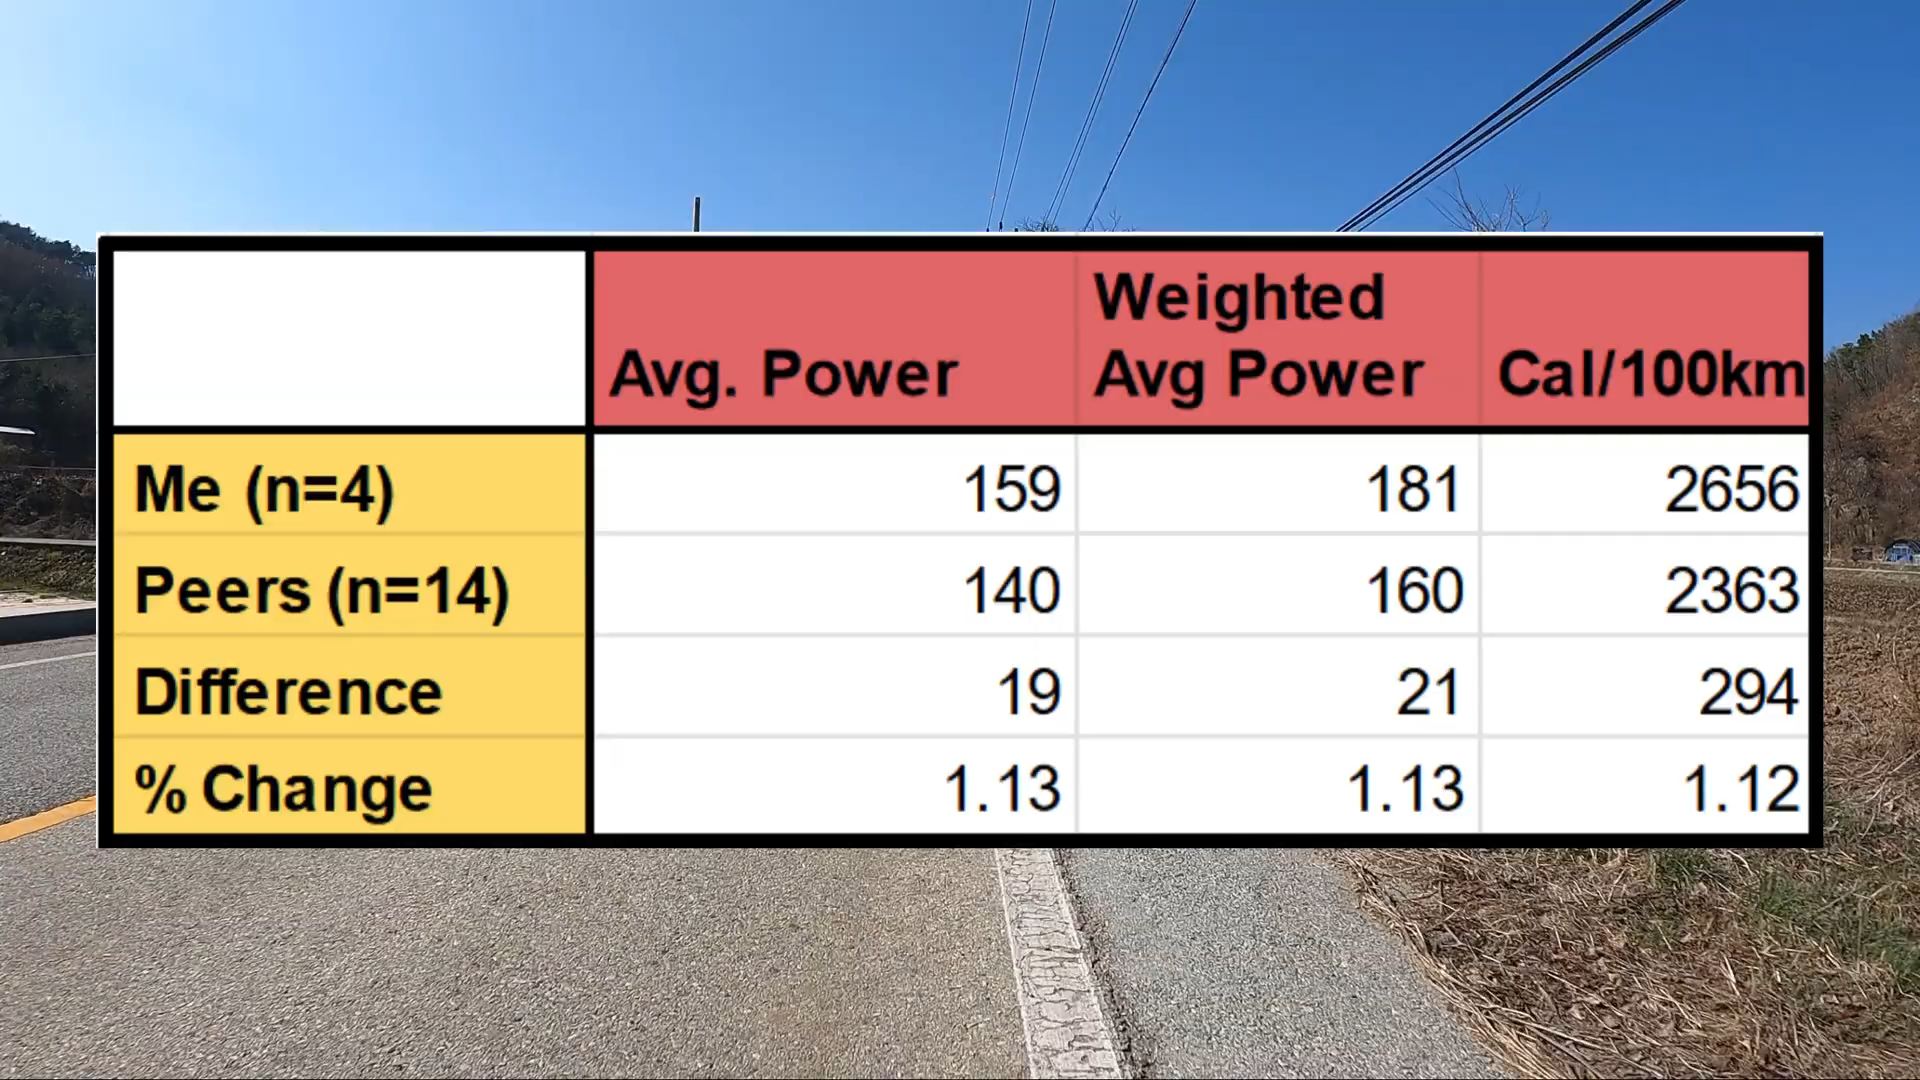 Avg. Power Weighted Avg Power Cal/100km
Me (n=4) 159 181 2656
Peers (n=14) 140 160 2363
Difference 19 21 294
% Change 1.13 1.13 1.12